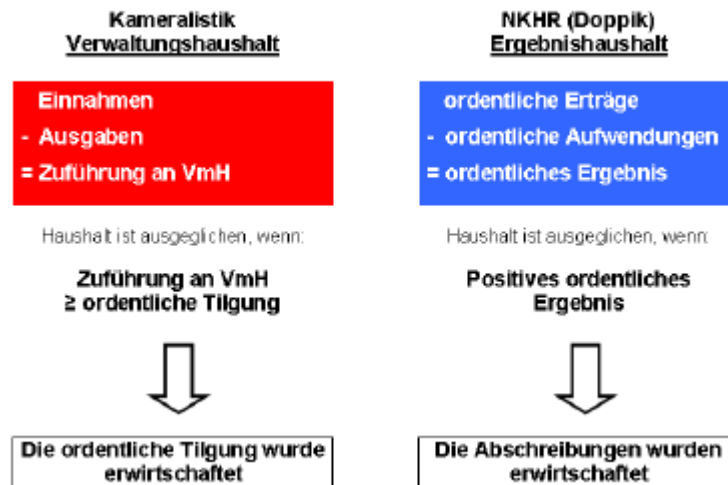 Kameralistik
Verwaltungshaushalt
Einnahmen
- Ausgaben
= Zuführung an VmH
Haushalt ist ausgeglichen, wenn:
Zuführung an VmH
≥ ordentliche Tilgung
Die ordentliche Tilgung wurde
erwirtschaftet
NKHR (Doppik)
Ergebnishaushalt
ordentliche Erträge
- ordentliche Aufwendungen
= ordentliches Ergebnis
Haushalt ist ausgeglichen, wenn:
Positives ordentliches
Ergebnis
Die Abschreibungen wurden
erwirtschaftet